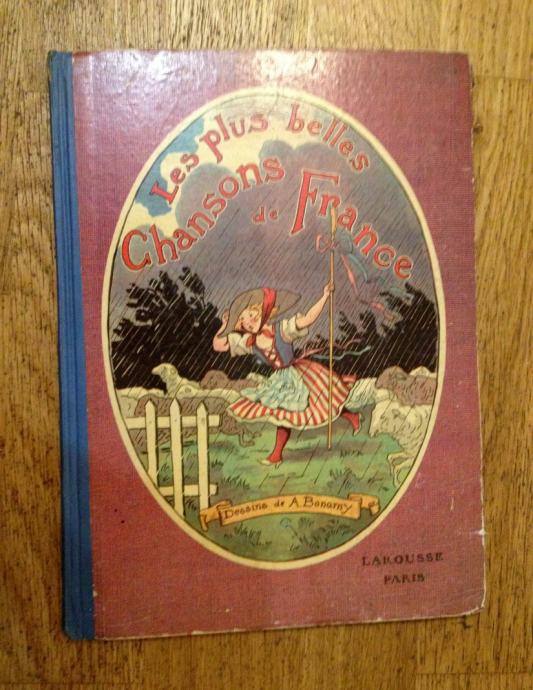 Les plus belles
Chansons de France
Dessins de A. Bonamy
LAROUSSE
PARIS